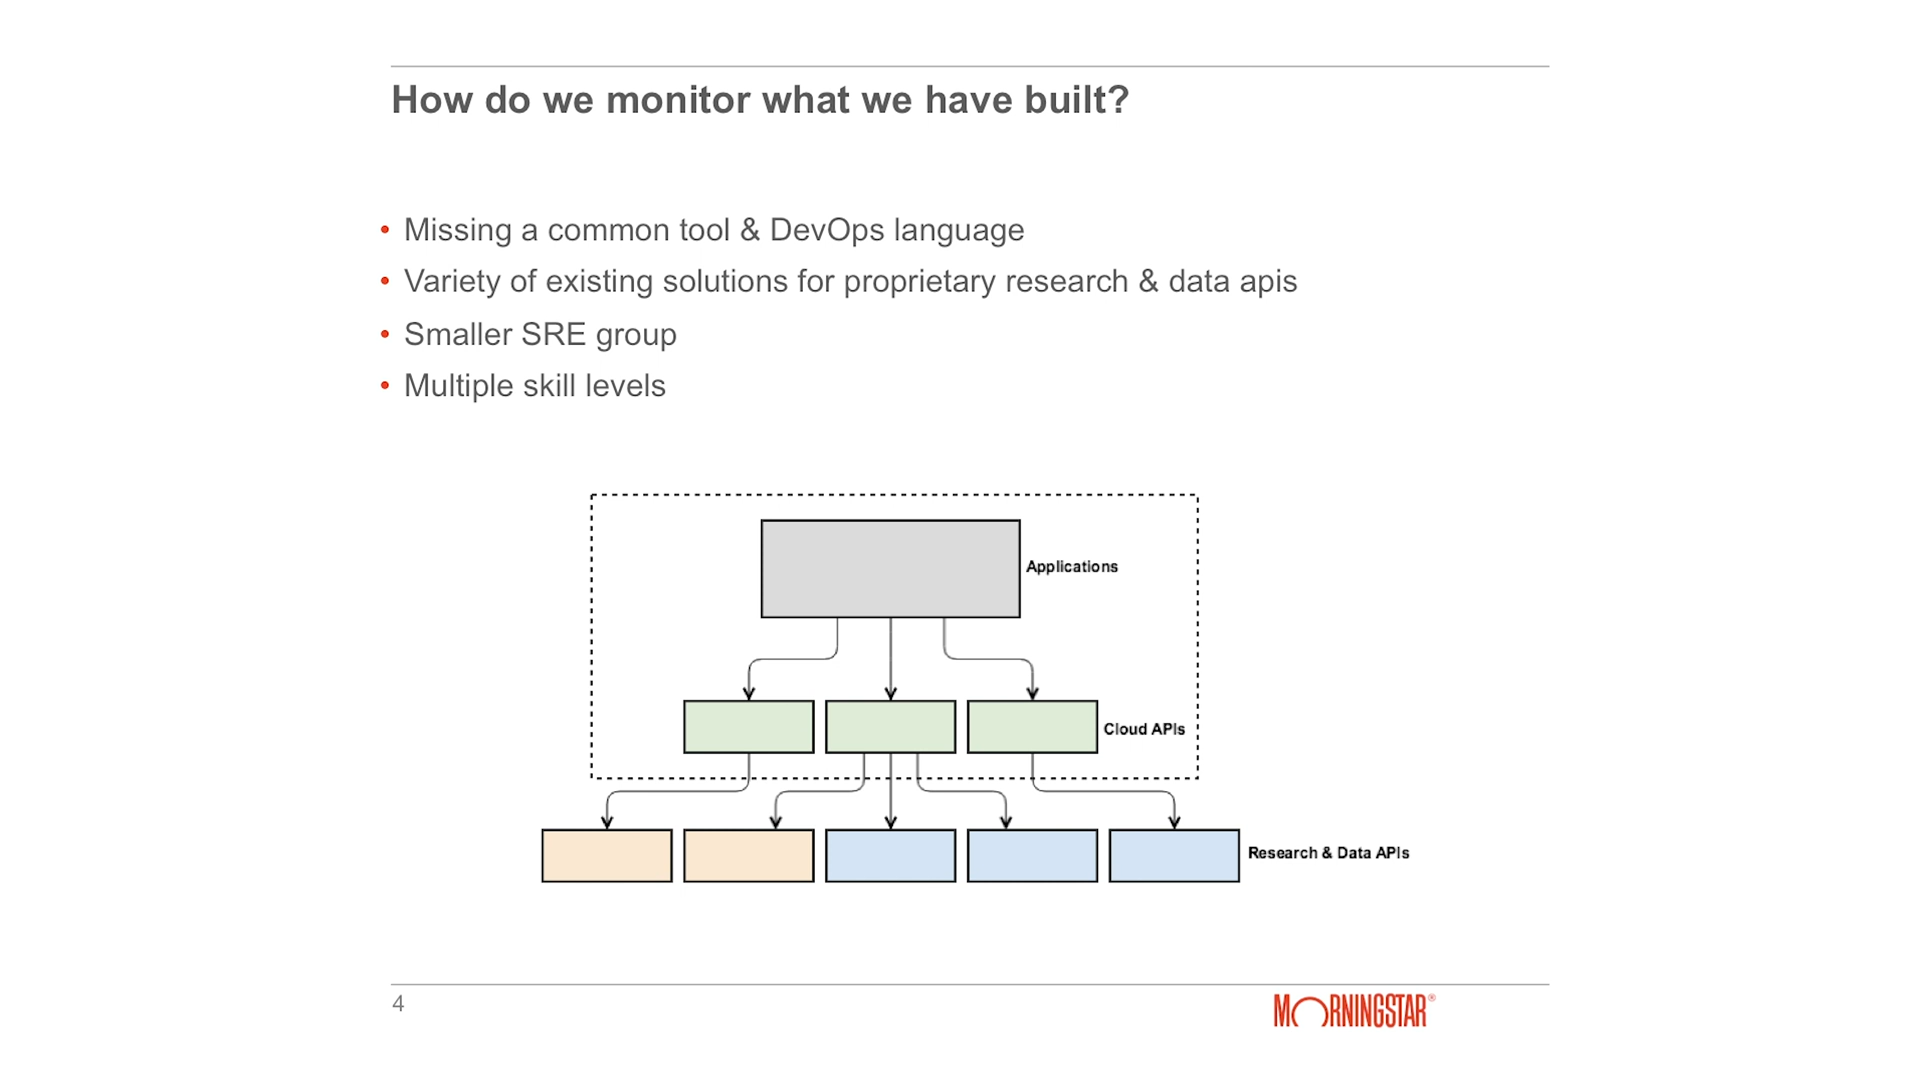 How do we monitor what we have built?
• Missing a common tool & DevOps language
• Variety of existing solutions for proprietary research & data apis
• Smaller SRE group
• Multiple skill levels
Applications
Cloud APIs
Research & Data APIs
4
MORNINGSTAR®